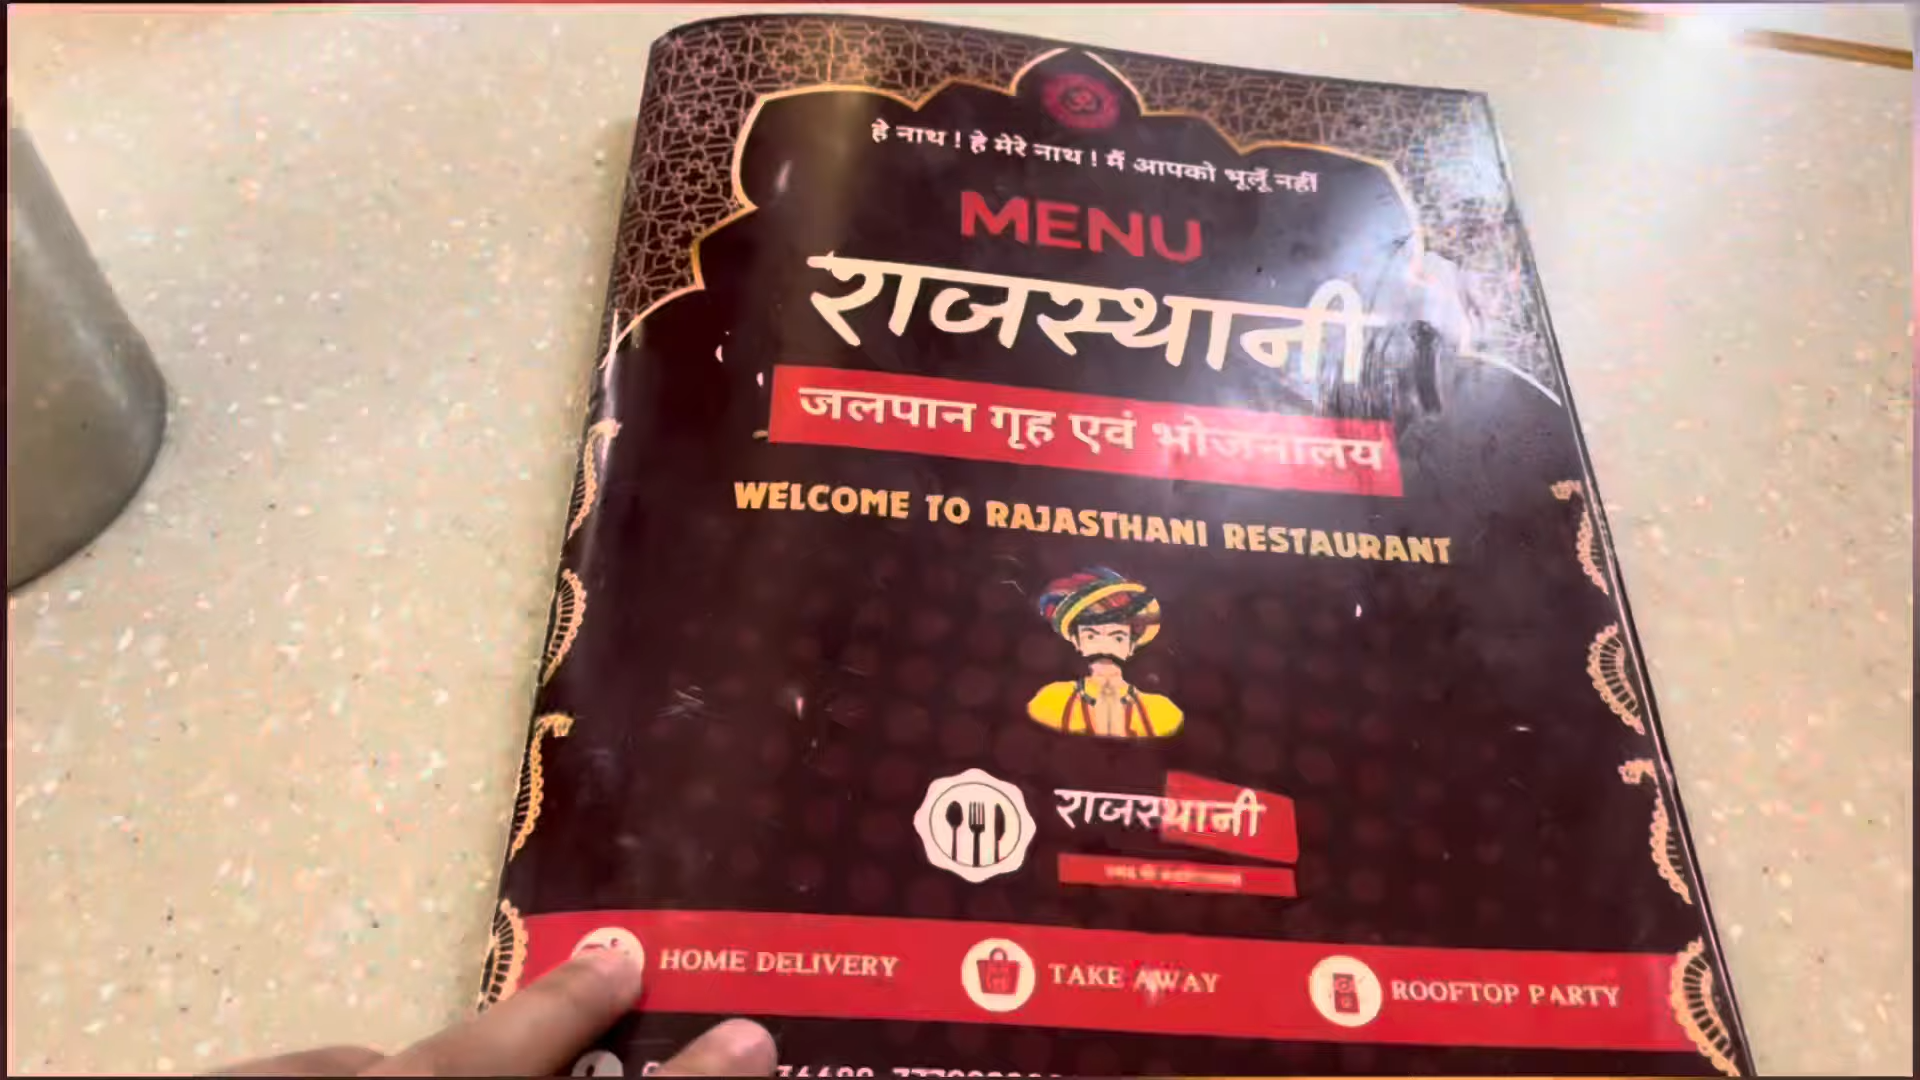 ॐ
हे नाथ ! हे मेरे नाथ ! मैं आपको भूलूँ नहीं
MENU
राजस्थानी
जलपान गृह एवं भोजनालय
WELCOME TO RAJASTHANI RESTAURANT
राजस्थानी
HOME DELIVERY
TAKE AWAY
ROOFTOP PARTY